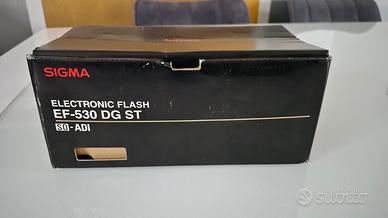 SIGMA
ELECTRONIC FLASH
EF-530 DG ST
SO-ADI
subito